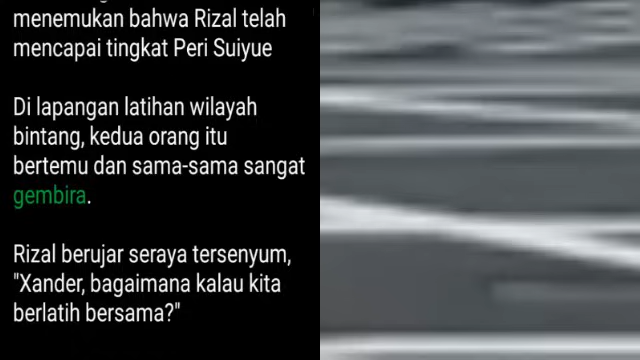 menemukan bahwa Rizal telah
mencapai tingkat Peri Suiyue
Di lapangan latihan wilayah
bintang, kedua orang itu
bertemu dan sama-sama sangat
gembira.
Rizal berujar seraya tersenyum,
"Xander, bagaimana kalau kita
berlatih bersama?"